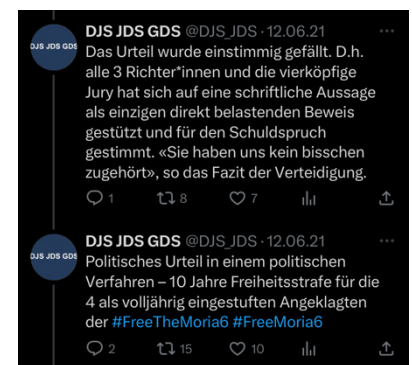 DJS JDS GDS @DJS_JDS · 12.06.21
DJS JDS GDS
Das Urteil wurde einstimmig gefällt. D.h.
alle 3 Richter*innen und die vierköpfige
Jury hat sich auf eine schriftliche Aussage
als einzigen direkt belastenden Beweis
gestützt und für den Schuldspruch
gestimmt. «Sie haben uns kein bisschen
zugehört», so das Fazit der Verteidigung.
1 8 7
DJS JDS GDS @DJS_JDS · 12.06.21
DJS JDS GDS
Politisches Urteil in einem politischen
Verfahren – 10 Jahre Freiheitsstrafe für die
4 als volljährig eingestuften Angeklagten
der #FreeTheMoria6 #FreeMoria6
2 15 10